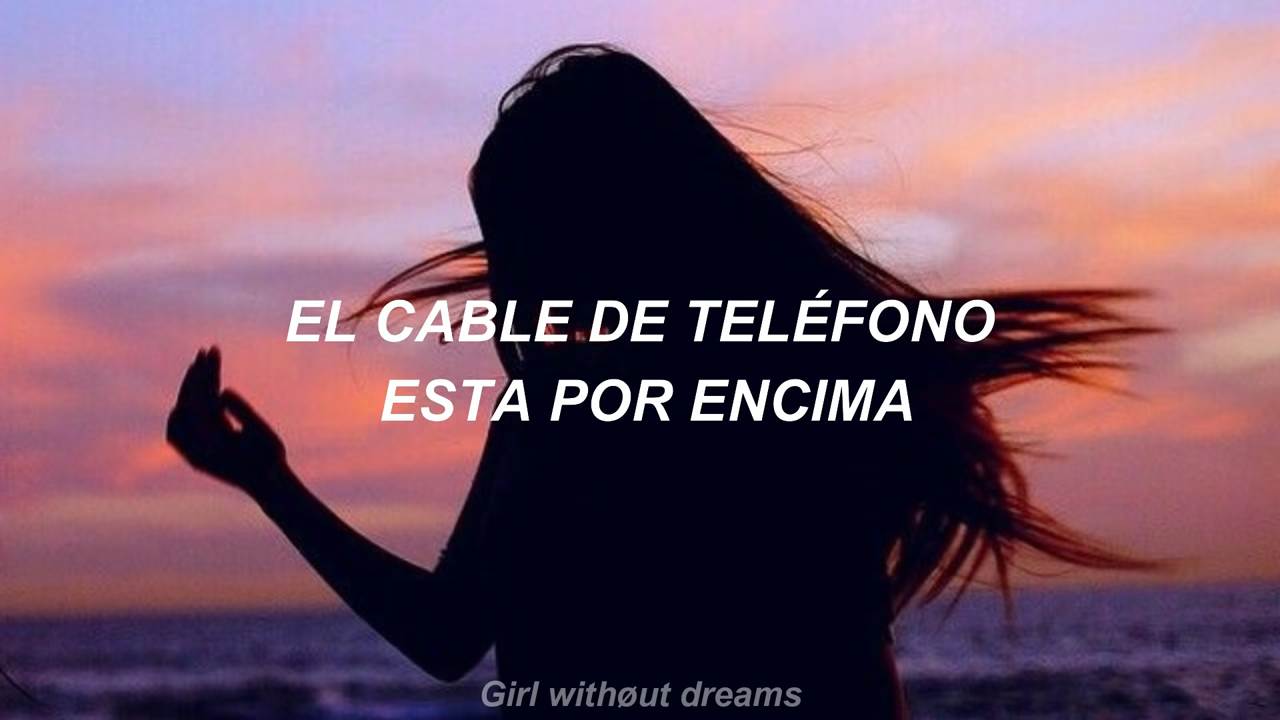 EL CABLE DE TELÉFONO
ESTA POR ENCIMA
Girl withøut dreams